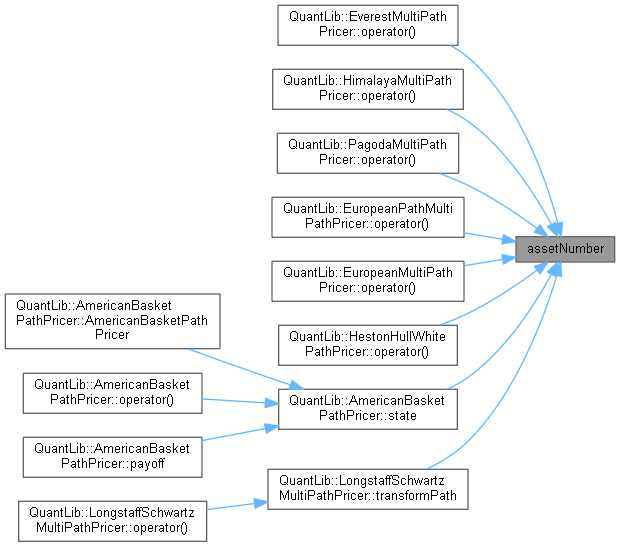 QuantLib::EverestMultiPath
Pricer::operator()
QuantLib::HimalayaMultiPath
Pricer::operator()
QuantLib::PagodaMultiPath
Pricer::operator()
QuantLib::EuropeanPathMulti
PathPricer::operator()
assetNumber
QuantLib::EuropeanMultiPath
Pricer::operator()
QuantLib::AmericanBasket
PathPricer::AmericanBasketPath
Pricer
QuantLib::HestonHullWhite
PathPricer::operator()
QuantLib::AmericanBasket
PathPricer::operator()
QuantLib::AmericanBasket
PathPricer::state
QuantLib::AmericanBasket
PathPricer::payoff
QuantLib::LongstaffSchwartz
MultiPathPricer::transformPath
QuantLib::LongstaffSchwartz
MultiPathPricer::operator()